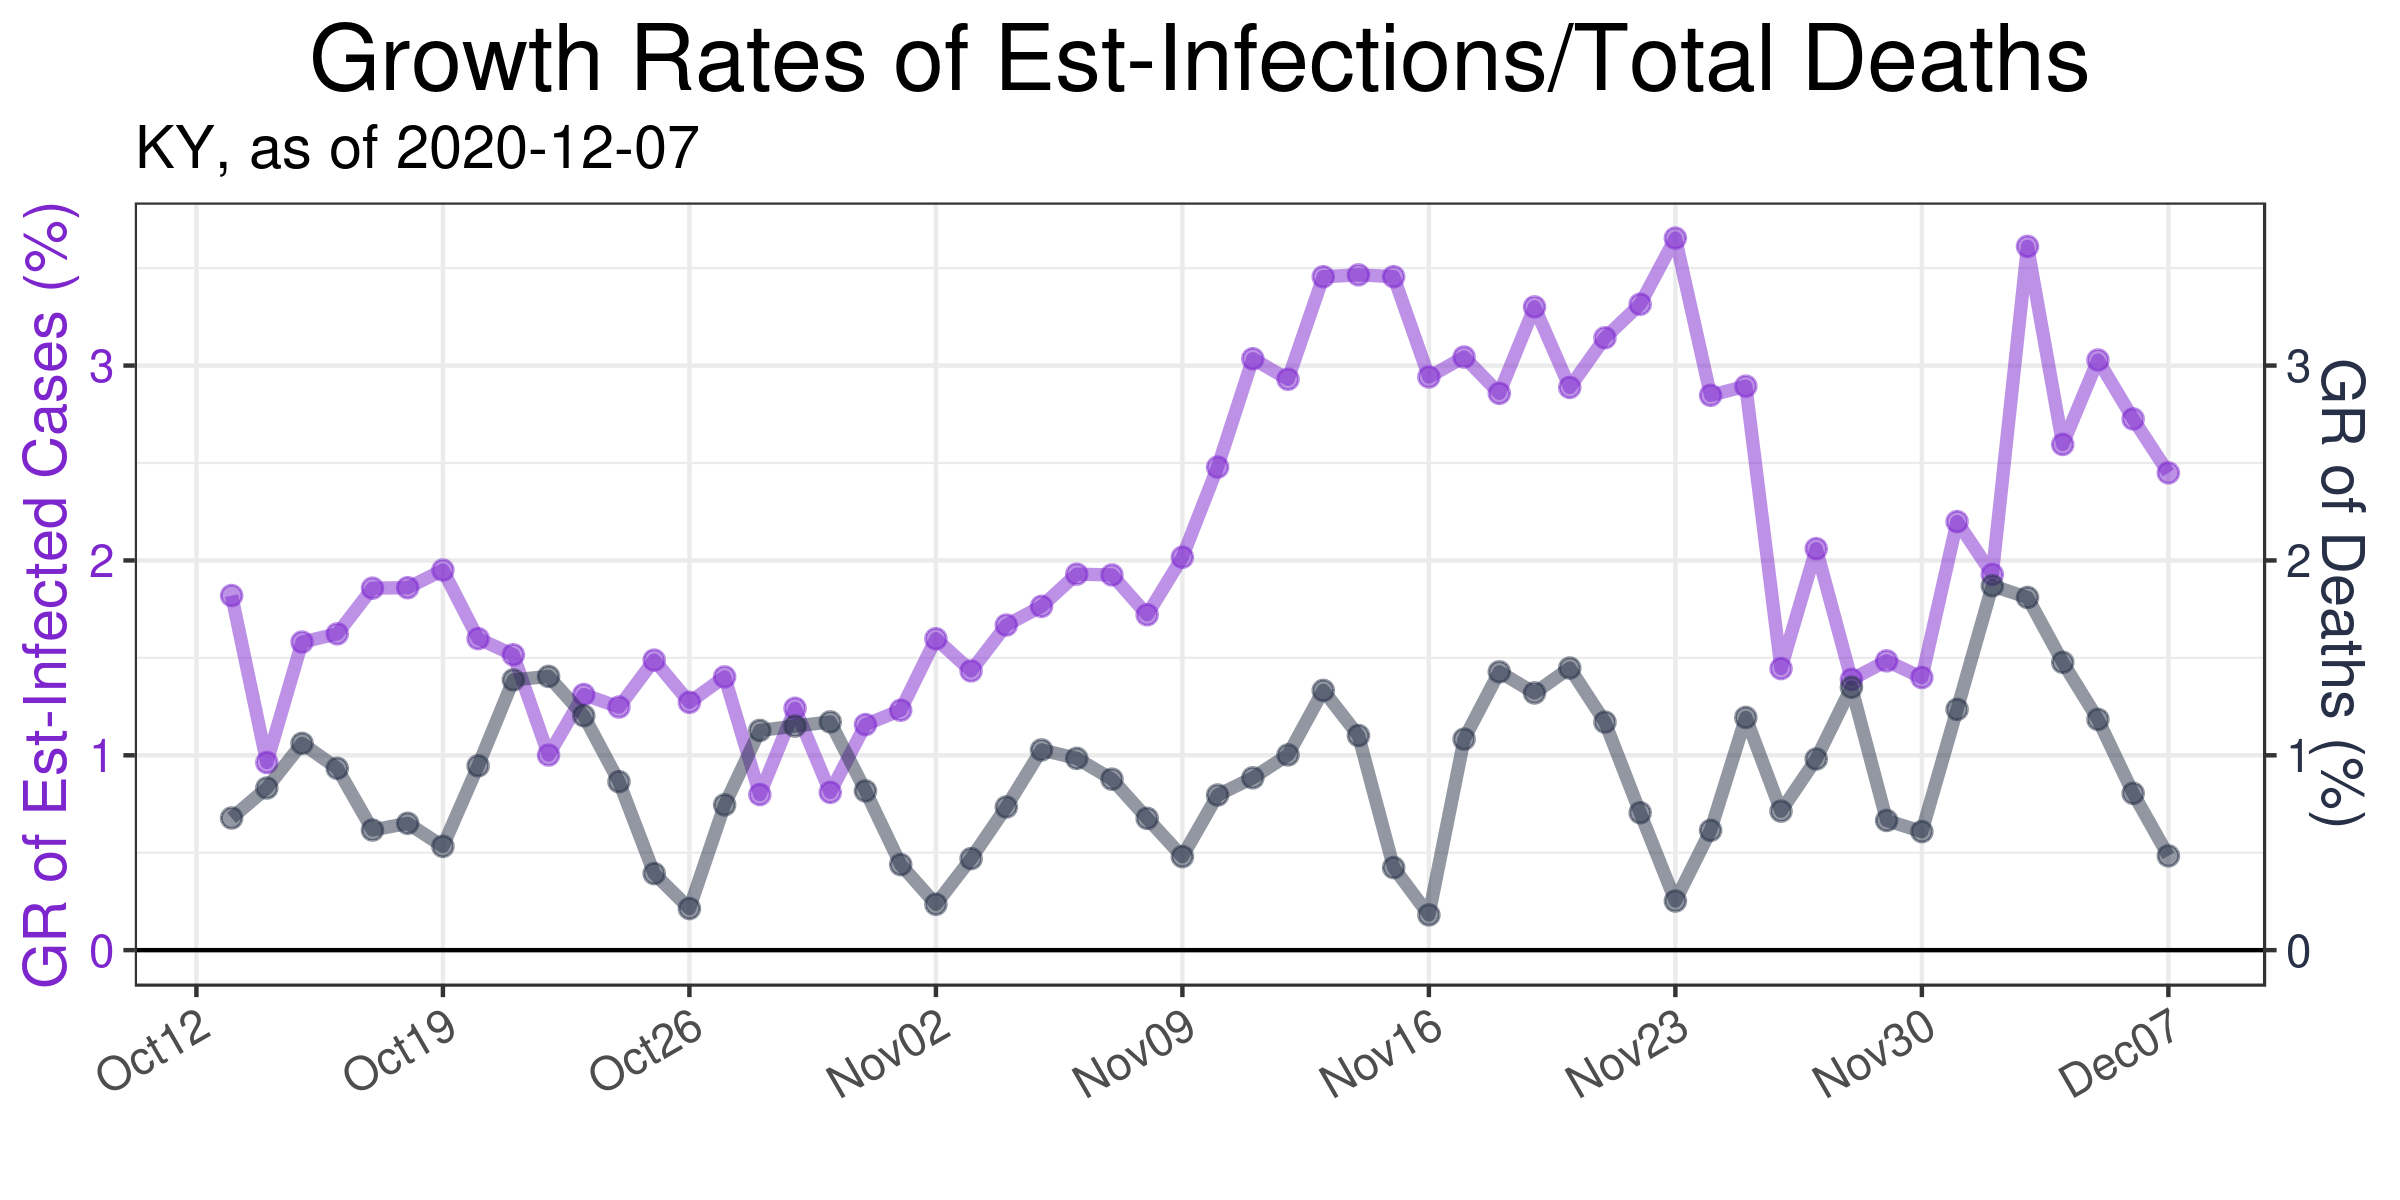 Growth Rates of Est-Infections/Total Deaths
KY, as of 2020-12-07
GR of Est-Infected Cases (%)
3
2
1
0
3
2
1
0
GR of Deaths (%)
Oct12
Oct19
Oct26
Nov02
Nov09
Nov16
Nov23
Nov30
Dec07